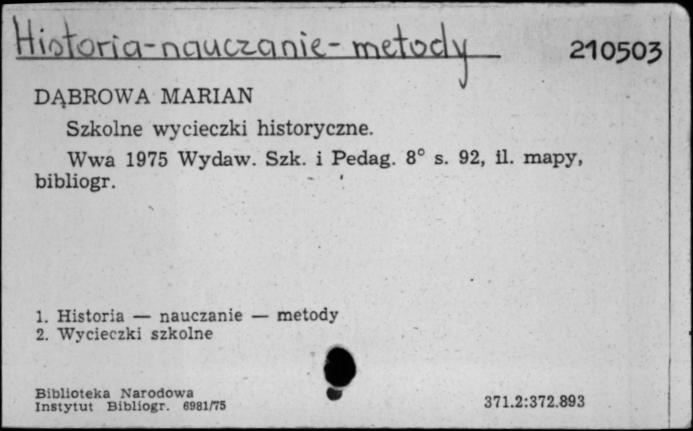 Historia-nauczanie-metody 210503
DĄBROWA MARIAN
Szkolne wycieczki historyczne.
Wwa 1975 Wydaw. Szk. i Pedag. 8° s. 92, il. mapy,
bibliogr.
1. Historia — nauczanie — metody
2. Wycieczki szkolne
Biblioteka Narodowa
Instytut Bibliogr. 6981/75 371.2:372.893